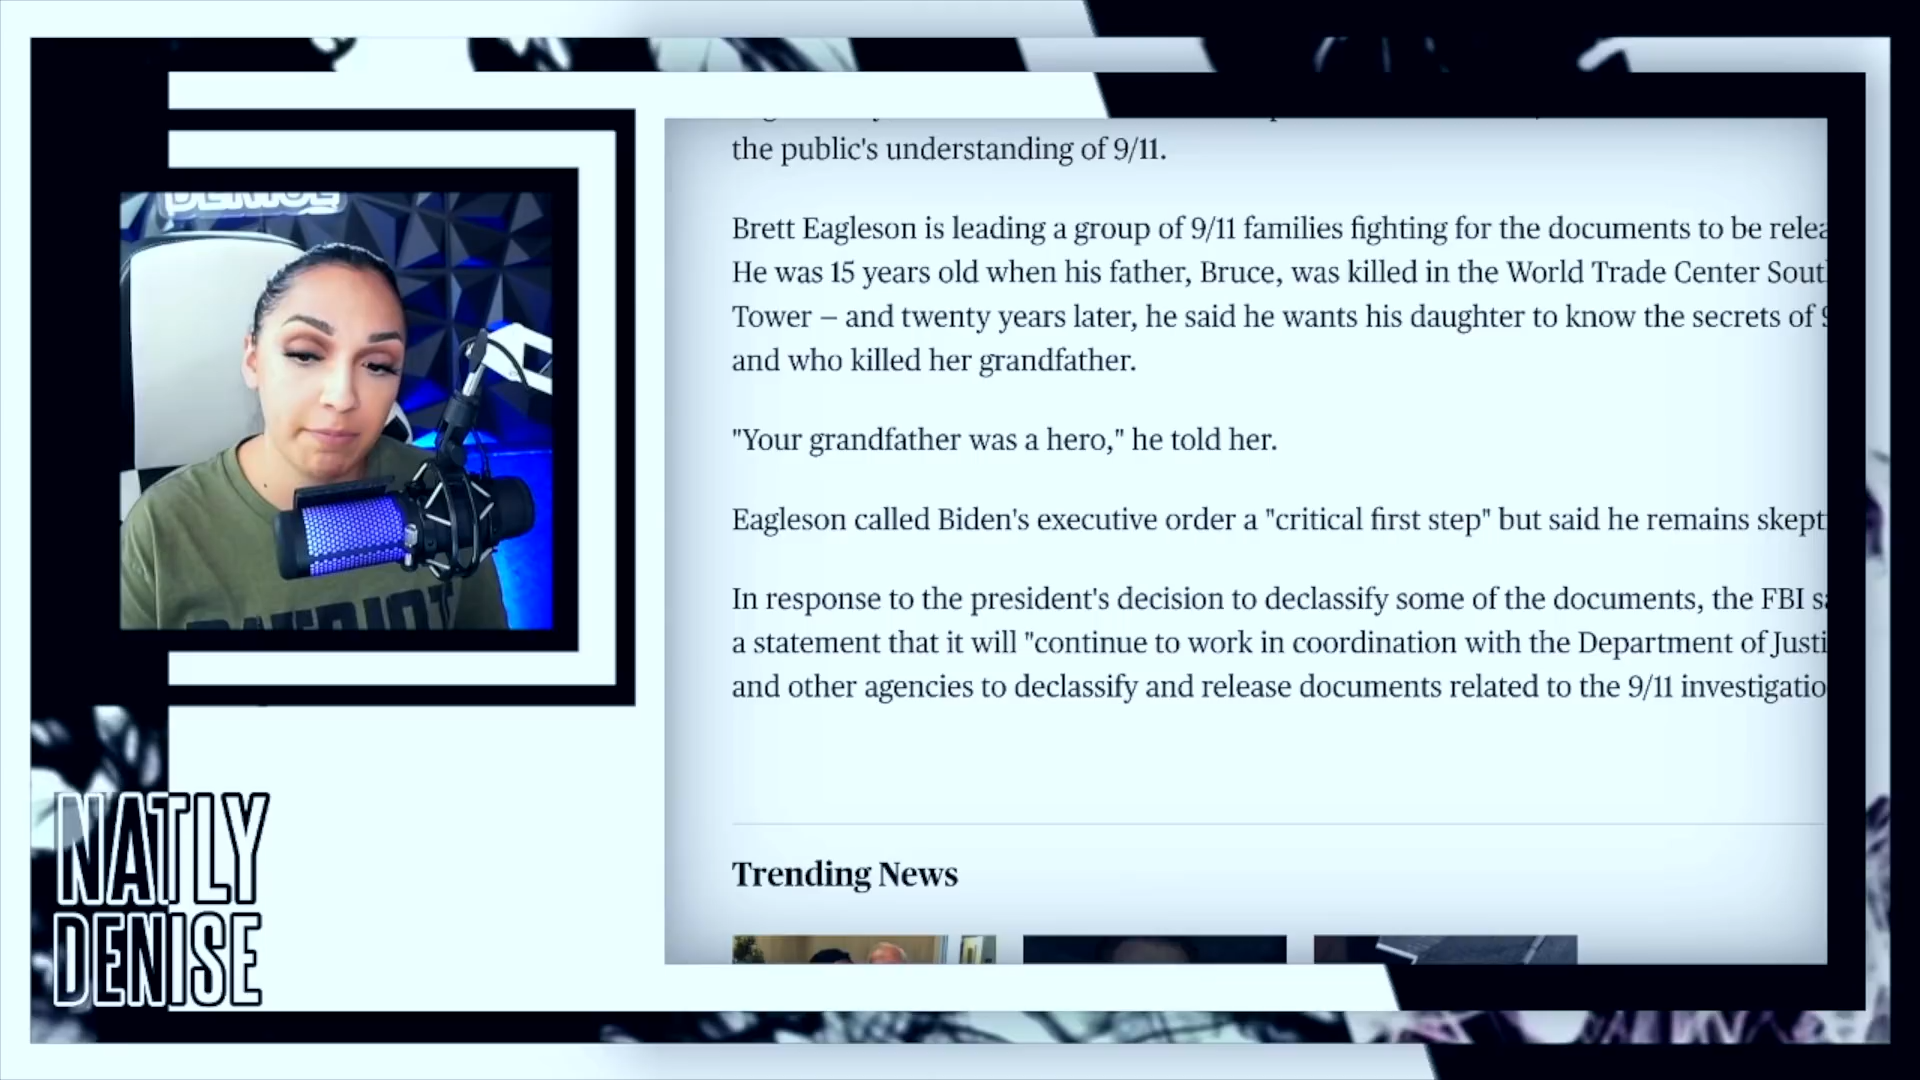 DENISE
the public's understanding of 9/11.
Brett Eagleson is leading a group of 9/11 families fighting for the documents to be relea
He was 15 years old when his father, Bruce, was killed in the World Trade Center Sout
Tower – and twenty years later, he said he wants his daughter to know the secrets of 9
and who killed her grandfather.
"Your grandfather was a hero," he told her.
Eagleson called Biden's executive order a "critical first step" but said he remains skept
In response to the president's decision to declassify some of the documents, the FBI sa
a statement that it will "continue to work in coordination with the Department of Justi
and other agencies to declassify and release documents related to the 9/11 investigatio
Trending News
PATRIOT
NATLY
DENISE